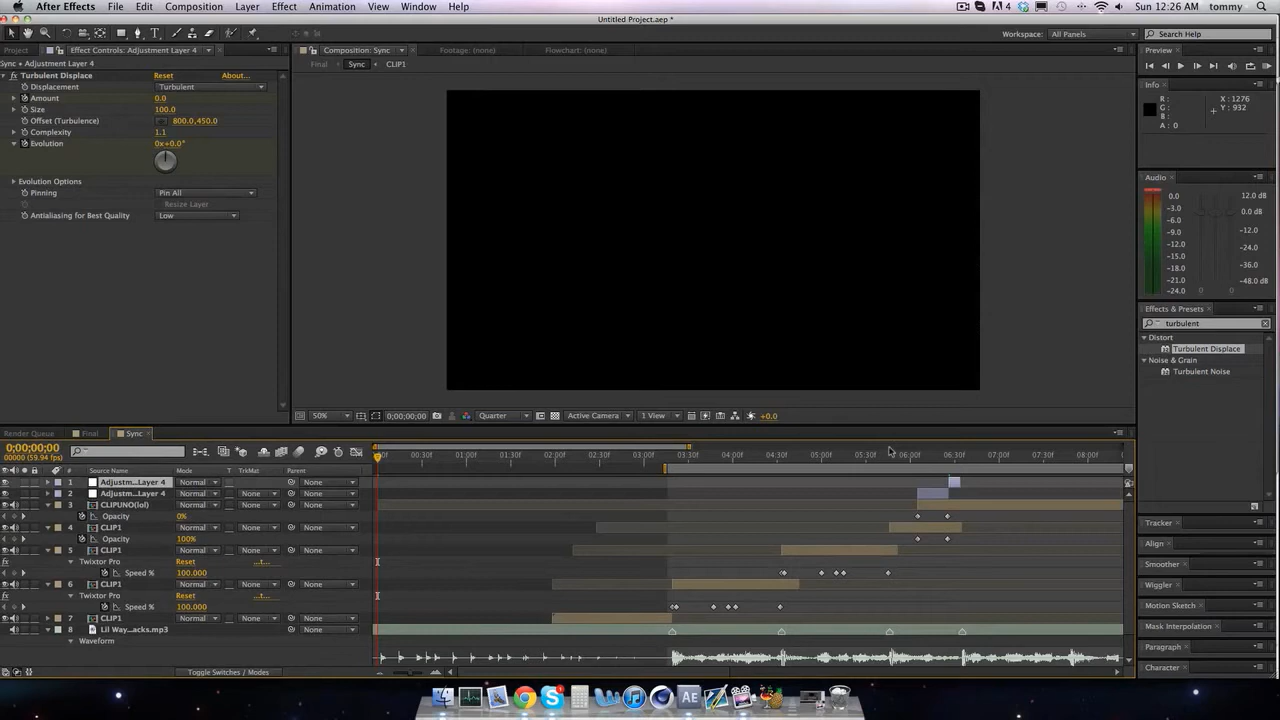 After Effects File Edit Composition Layer Effect Animation View Window Help 4 Sun 12:26 AM tommy
Untitled Project.aep *
Workspace: All Panels Search Help
Project Effect Controls: Adjustment Layer 4 Composition: Sync Footage: (none) Flowchart: (none) Preview
Sync • Adjustment Layer 4 Final Sync CLIP1
Turbulent Displace Reset About...
Displacement Turbulent
Amount 0.0
Size 100.0
Offset (Turbulence) 800.0,450.0
Complexity 1.1
Evolution 0x+0.0°
Evolution Options
Pinning Pin All
Resize Layer
Antialiasing for Best Quality Low
Info
R : X : 1276
G : Y : 932
B :
A : 0
Audio
0.0 12.0 dB
-3.0
-6.0 0.0 dB
-9.0
-12.0 -12.0
-15.0 -24.0
-18.0
-21.0 -36.0
-24.0 -48.0 dB
Effects & Presets
turbulent
Distort
Turbulent Displace
Noise & Grain
Turbulent Noise
50% 0;00;00;00 Quarter Active Camera 1 View +0.0
Render Queue Final Sync
0;00;00;00
00000 (59.94 fps)
00f 00:30f 01:00f 01:30f 02:00f 02:30f 03:00f 03:30f 04:00f 04:30f 05:00f 05:30f 06:00f 06:30f 07:00f 07:30f 08:0
# Source Name Mode T TrkMat Parent
1 Adjustm...Layer 4 Normal None
2 Adjustm...Layer 4 Normal None None
3 CLIPUNO(lol) Normal None None
Opacity 0%
4 CLIP1 Normal None None
Opacity 100%
5 CLIP1 Normal None None
Twixtor Pro Reset ...t...
Speed % 100.000
6 CLIP1 Normal None None
Twixtor Pro Reset ...t...
Speed % 100.000
7 CLIP1 Normal None None
8 Lil Way...acks.mp3 None
Waveform
Toggle Switches / Modes
Tracker
Align
Smoother
Wiggler
Motion Sketch
Mask Interpolation
Paragraph
Character
AE